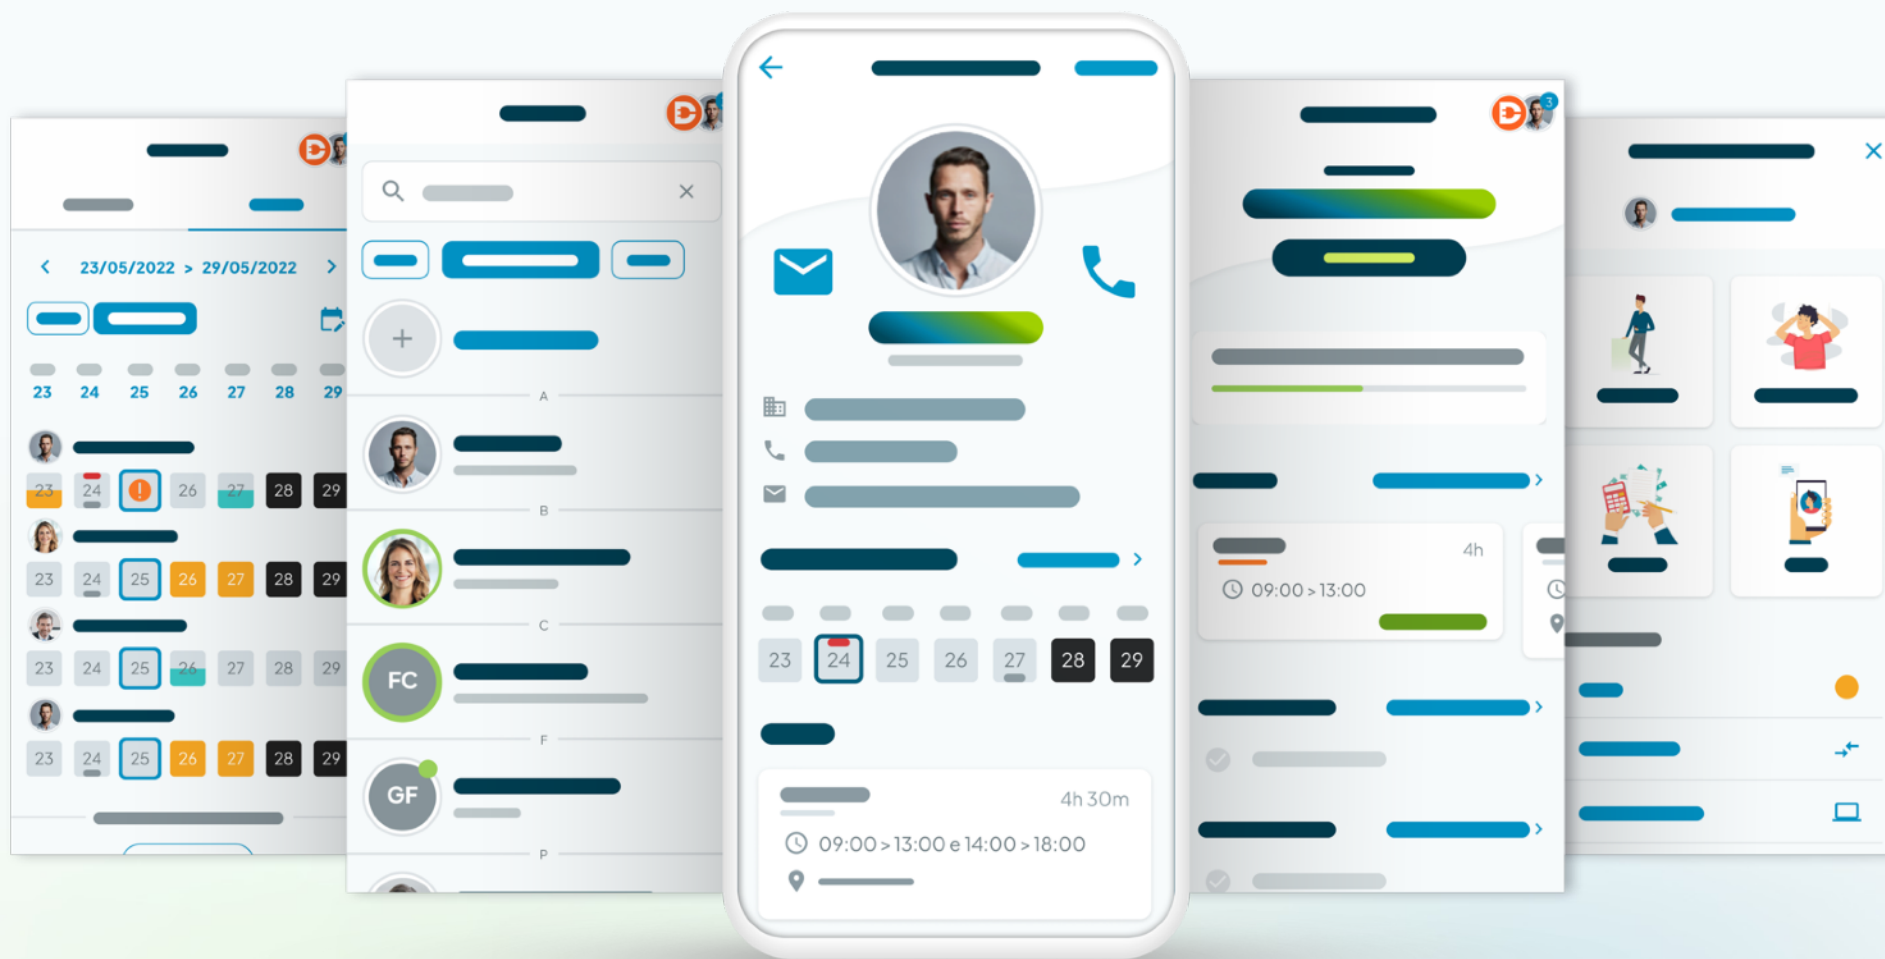 23/05/2022 > 29/05/2022
23 24 25 26 27 28 29
23 24 ! 26 27 28 29
23 24 25 26 27 28 29
23 24 25 26 27 28 29
23 24 25 26 27 28 29
D
A
B
C
FC
F
GF
P
23 24 25 26 27 28 29
4h 30m
09:00 > 13:00 e 14:00 > 18:00
D 3
4h
09:00 > 13:00